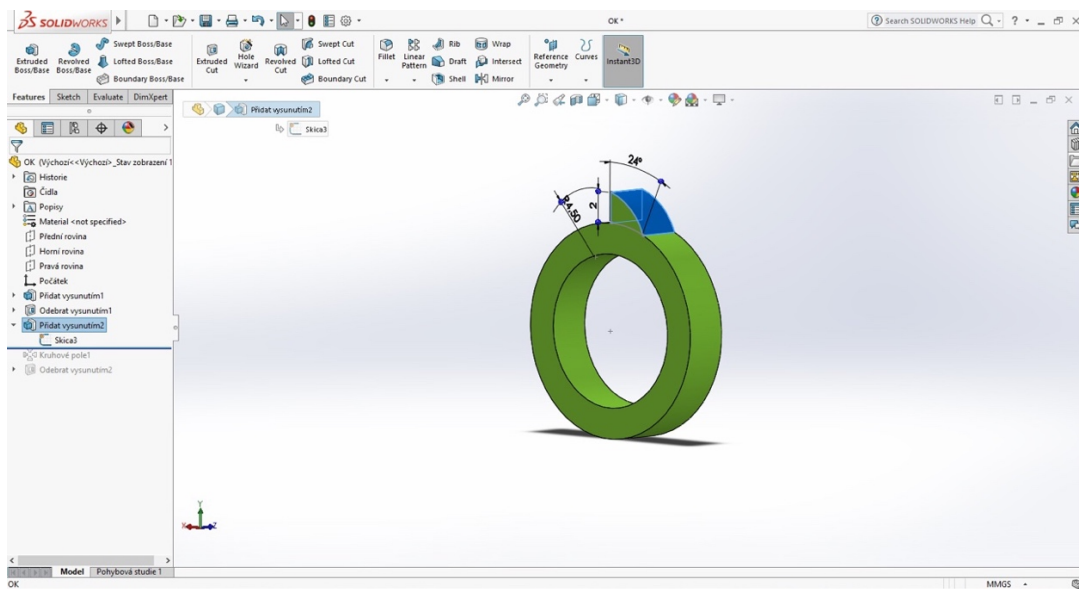 SOLIDWORKS
OK *
Search SOLIDWORKS Help
?
Extruded Boss/Base
Revolved Boss/Base
Swept Boss/Base
Lofted Boss/Base
Boundary Boss/Base
Extruded Cut
Hole Wizard
Revolved Cut
Swept Cut
Lofted Cut
Boundary Cut
Fillet
Linear Pattern
Rib
Draft
Shell
Wrap
Intersect
Mirror
Reference Geometry
Curves
Instant3D
Features Sketch Evaluate DimXpert
Přidat vysunutím2
Skica3
OK (Výchozí<<Výchozí>_Stav zobrazení 1
Historie
Čidla
Popisy
Material <not specified>
Přední rovina
Horní rovina
Pravá rovina
Počátek
Přidat vysunutím1
Odebrat vysunutím1
Přidat vysunutím2
Skica3
Kruhové pole1
Odebrat vysunutím2
24°
R4,50
2
Y
X
Z
Model Pohybová studie 1
OK
MMGS